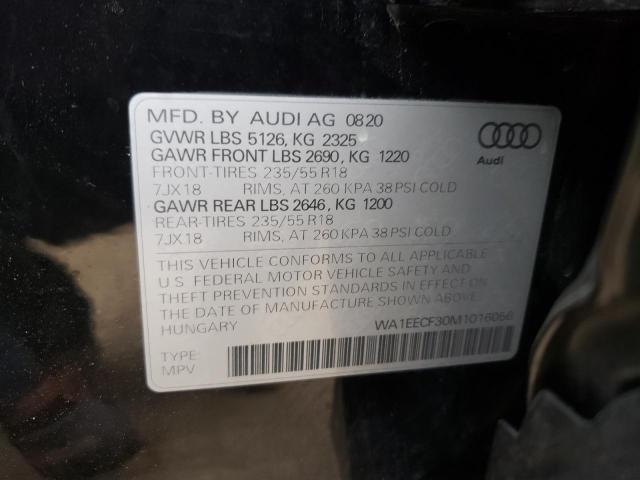 MFD. BY AUDI AG 0820
GVWR LBS 5126, KG 2325
GAWR FRONT LBS 2690, KG 1220
FRONT-TIRES 235/55 R18
7JX18 RIMS, AT 260 KPA 38 PSI COLD
GAWR REAR LBS 2646, KG 1200
REAR-TIRES 235/55 R18
7JX18 RIMS, AT 260 KPA 38 PSI COLD
Audi
THIS VEHICLE CONFORMS TO ALL APPLICABLE
U.S. FEDERAL MOTOR VEHICLE SAFETY AND
THEFT PREVENTION STANDARDS IN EFFECT ON
THE DATE OF MANUFACTURE SHOWN ABOVE.
HUNGARY
WA1EECF30M1016056
TYPE:
MPV